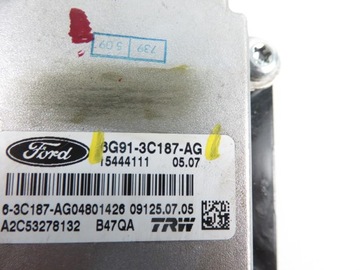 739
5.09
Ford
6G91-3C187-AG
15444111 05.07
6-3C187-AG04801426 09125.07.05
A2C53278132 B47QA TRW